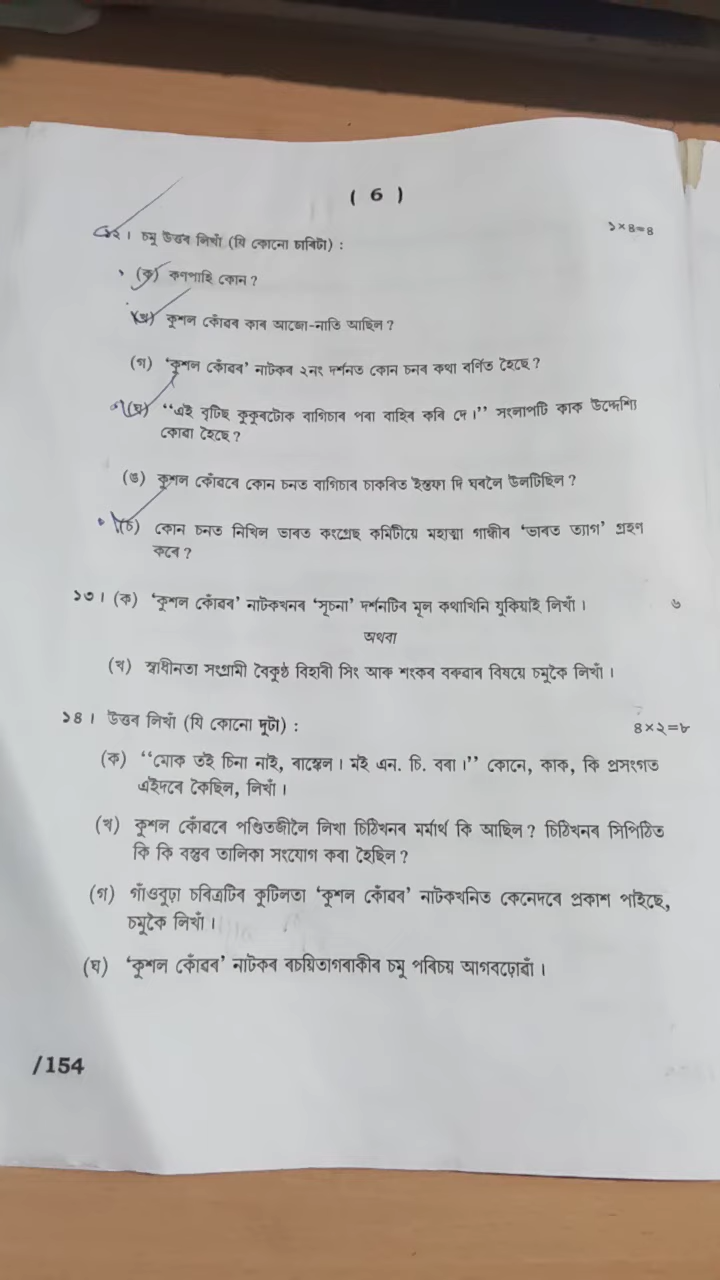 ( 6 )
১২। চমু উত্তৰ লিখাঁ (যি কোনো চাৰিটা) : ১×৪=৪
(ক) কণপাহি কোন ?
(খ) কুশল কোঁৱৰ কাৰ আজো-নাতি আছিল ?
(গ) ‘কুশল কোঁৱৰ’ নাটকৰ ২নং দৰ্শনত কোন চনৰ কথা বৰ্ণিত হৈছে ?
(ঘ) “এই বৃটিছ কুকুৰটোক বাগিচাৰ পৰা বাহিৰ কৰি দে।” সংলাপটি কাক উদ্দেশ্যি
কোৱা হৈছে ?
(ঙ) কুশল কোঁৱৰে কোন চনত বাগিচাৰ চাকৰিত ইস্তফা দি ঘৰলৈ উলটিছিল ?
(চ) কোন চনত নিখিল ভাৰত কংগ্ৰেছ কমিটীয়ে মহাত্মা গান্ধীৰ ‘ভাৰত ত্যাগ’ গ্ৰহণ
কৰে ?
১৩। (ক) ‘কুশল কোঁৱৰ’ নাটকখনৰ ‘সূচনা’ দৰ্শনটিৰ মূল কথাখিনি যুকিয়াই লিখাঁ। ৬
অথবা
(খ) স্বাধীনতা সংগ্ৰামী বৈকুণ্ঠ বিহাৰী সিং আৰু শংকৰ বৰুৱাৰ বিষয়ে চমুকৈ লিখাঁ।
১৪। উত্তৰ লিখাঁ (যি কোনো দুটা) : ৪×২=৮
(ক) “মোক তই চিনা নাই, বাস্কেল। মই এন. চি. বৰা।” কোনে, কাক, কি প্ৰসংগত
এইদৰে কৈছিল, লিখাঁ।
(খ) কুশল কোঁৱৰে পণ্ডিতজীলৈ লিখা চিঠিখনৰ মৰ্মাৰ্থ কি আছিল ? চিঠিখনৰ সিপিঠিত
কি কি বস্তুৰ তালিকা সংযোগ কৰা হৈছিল ?
(গ) গাঁওবুঢ়া চৰিত্ৰটিৰ কুটিলতা ‘কুশল কোঁৱৰ’ নাটকখনিত কেনেদৰে প্ৰকাশ পাইছে,
চমুকৈ লিখাঁ।
(ঘ) ‘কুশল কোঁৱৰ’ নাটকৰ ৰচয়িতাগৰাকীৰ চমু পৰিচয় আগবঢ়োৱাঁ।
/154